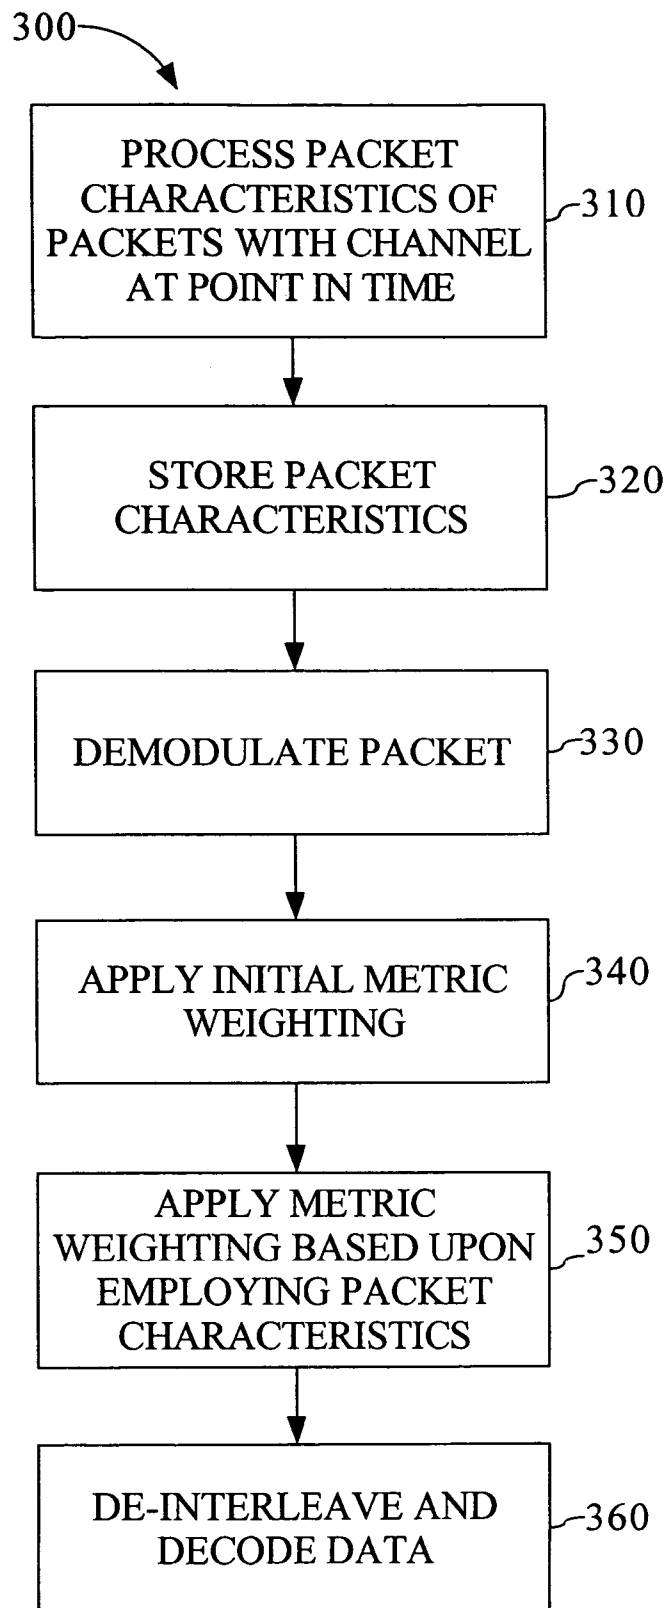 300
PROCESS PACKET
CHARACTERISTICS OF
PACKETS WITH CHANNEL
AT POINT IN TIME
310
STORE PACKET
CHARACTERISTICS
320
DEMODULATE PACKET
330
APPLY INITIAL METRIC
WEIGHTING
340
APPLY METRIC
WEIGHTING BASED UPON
EMPLOYING PACKET
CHARACTERISTICS
350
DE-INTERLEAVE AND
DECODE DATA
360